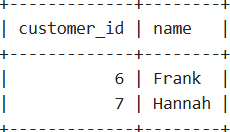 +-------------+--------+
| customer_id | name   |
+-------------+--------+
|           6 | Frank  |
|           7 | Hannah |
+-------------+--------+